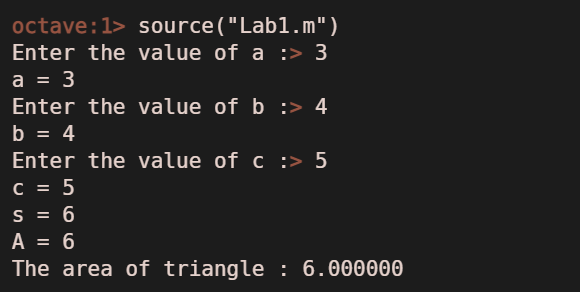 octave:1> source("Lab1.m")
Enter the value of a :> 3
a = 3
Enter the value of b :> 4
b = 4
Enter the value of c :> 5
c = 5
s = 6
A = 6
The area of triangle : 6.000000